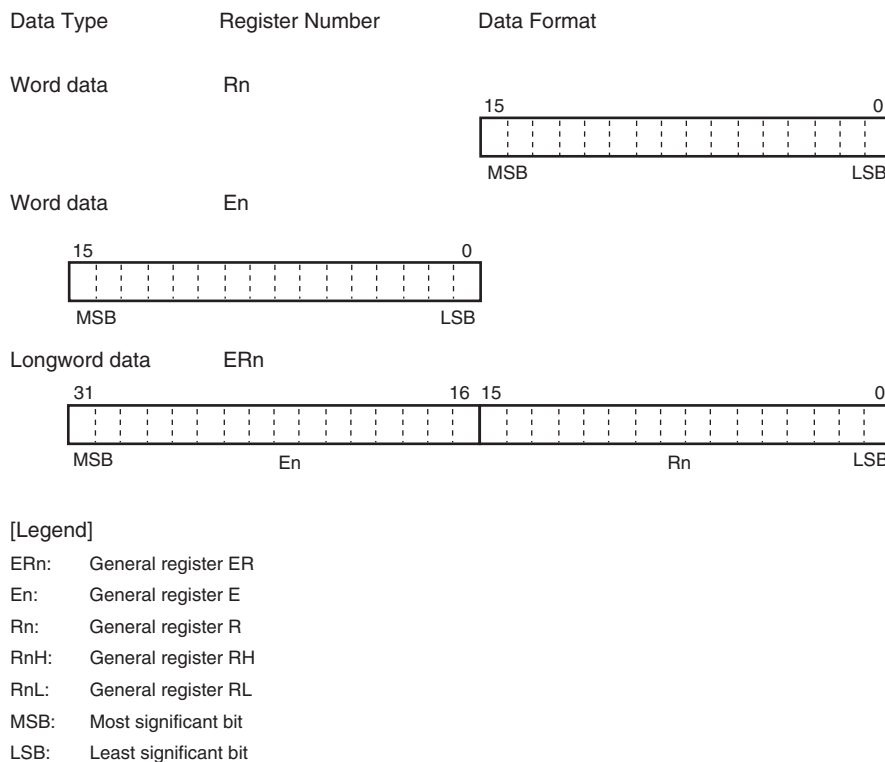 Data Type Register Number Data Format
Word data Rn
15 0
MSB LSB
Word data En
15 0
MSB LSB
Longword data ERn
31 16 15 0
MSB En Rn LSB
[Legend]
ERn: General register ER
En: General register E
Rn: General register R
RnH: General register RH
RnL: General register RL
MSB: Most significant bit
LSB: Least significant bit